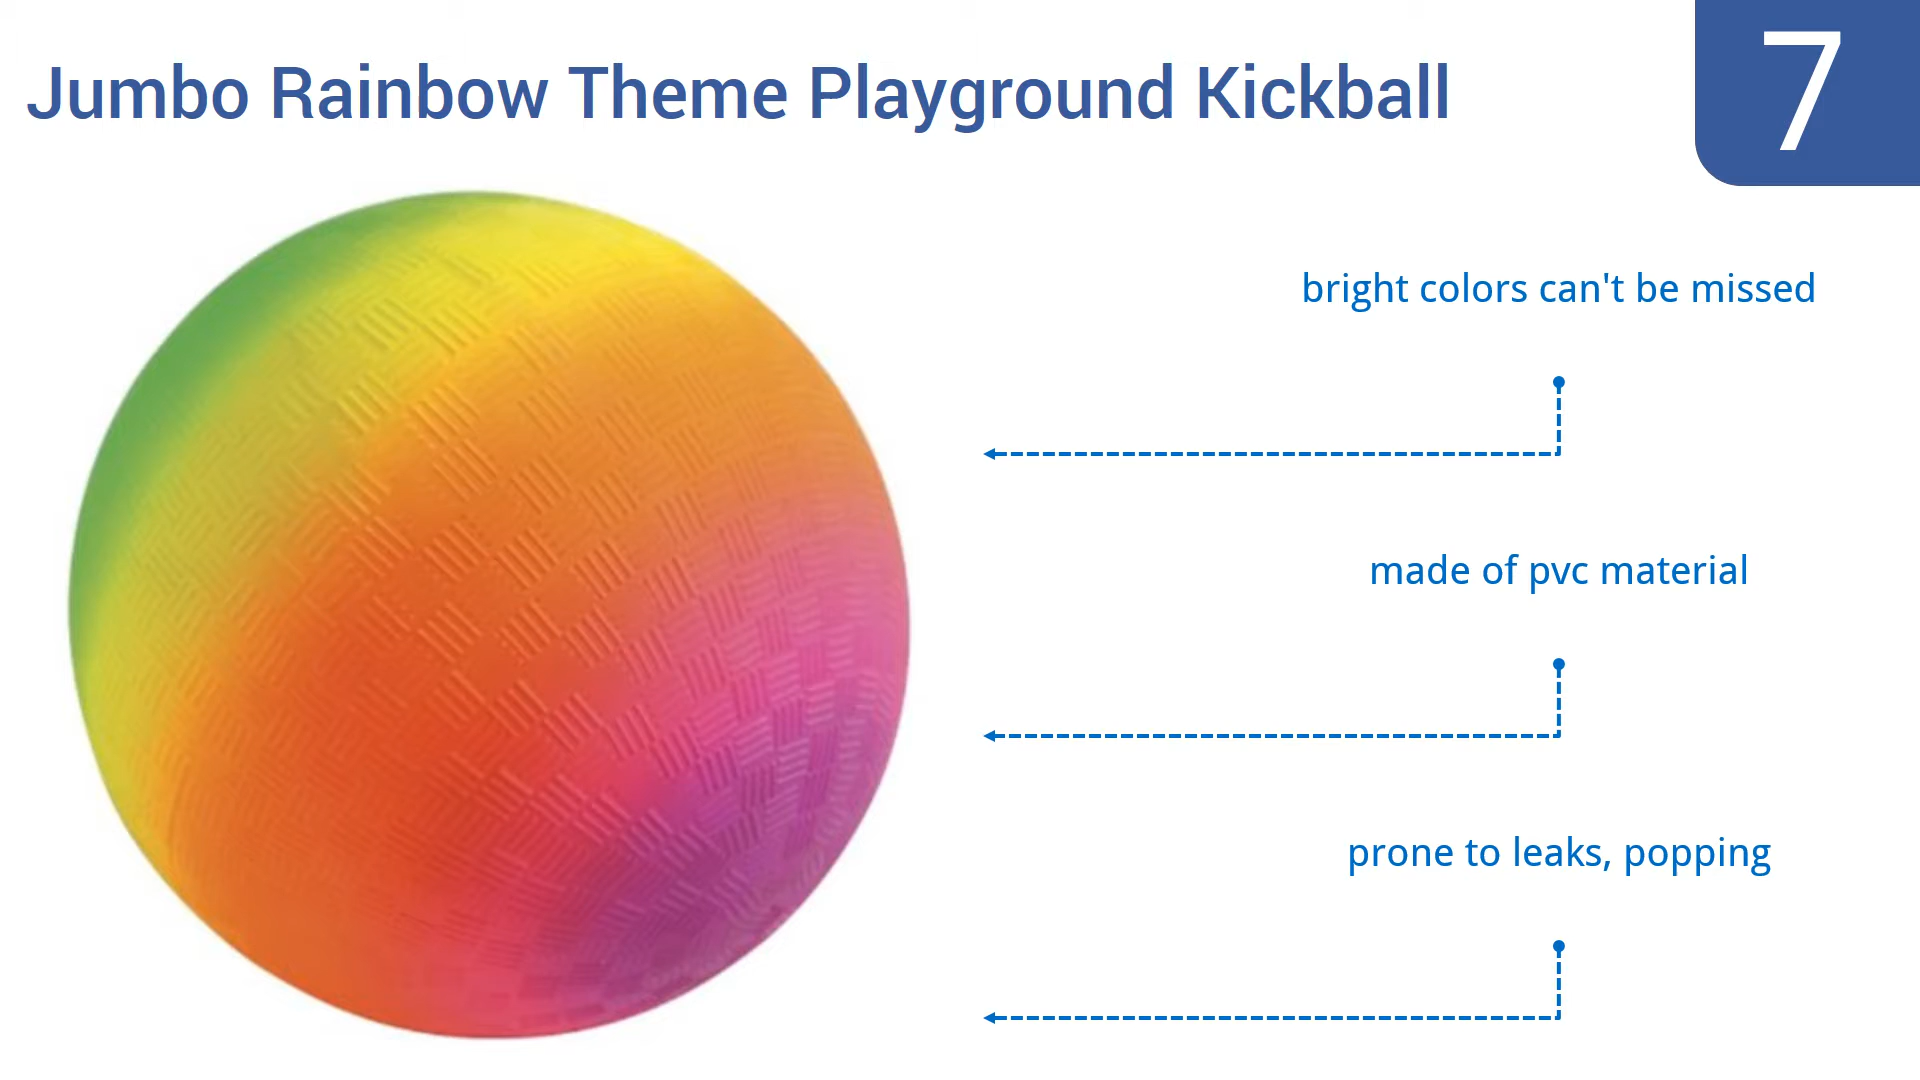 Jumbo Rainbow Theme Playground Kickball
7
bright colors can't be missed
made of pvc material
prone to leaks, popping